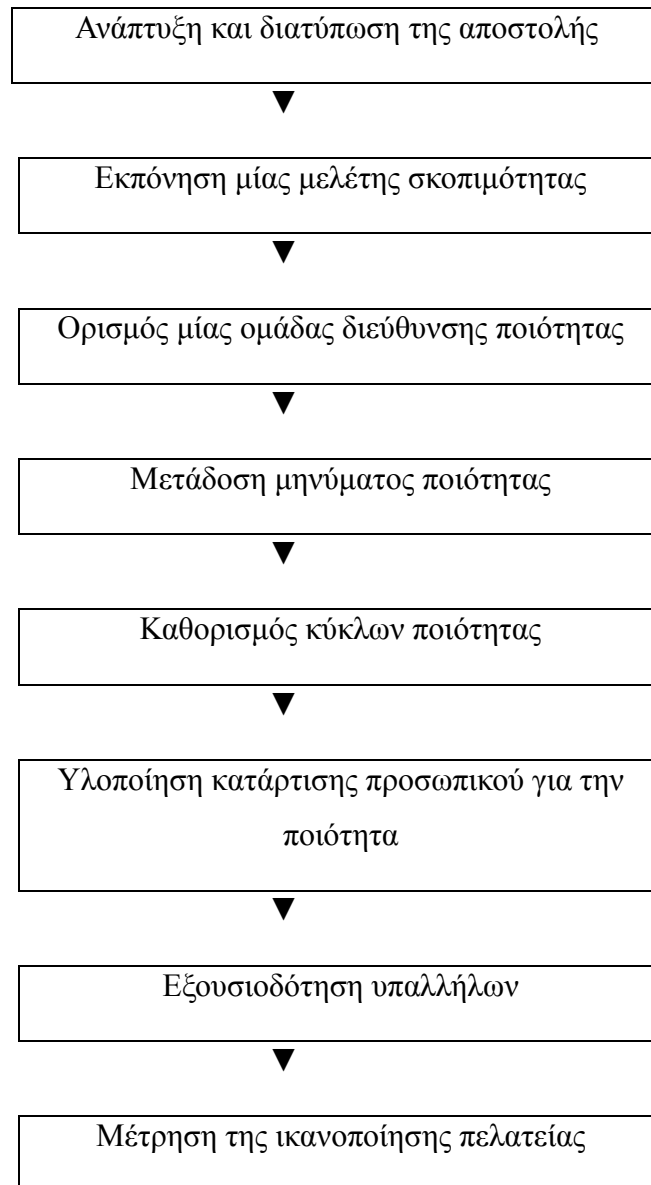 Ανάπτυξη και διατύπωση της αποστολής
Εκπόνηση μίας μελέτης σκοπιμότητας
Ορισμός μίας ομάδας διεύθυνσης ποιότητας
Μετάδοση μηνύματος ποιότητας
Καθορισμός κύκλων ποιότητας
Υλοποίηση κατάρτισης προσωπικού για την
ποιότητα
Εξουσιοδότηση υπαλλήλων
Μέτρηση της ικανοποίησης πελατείας